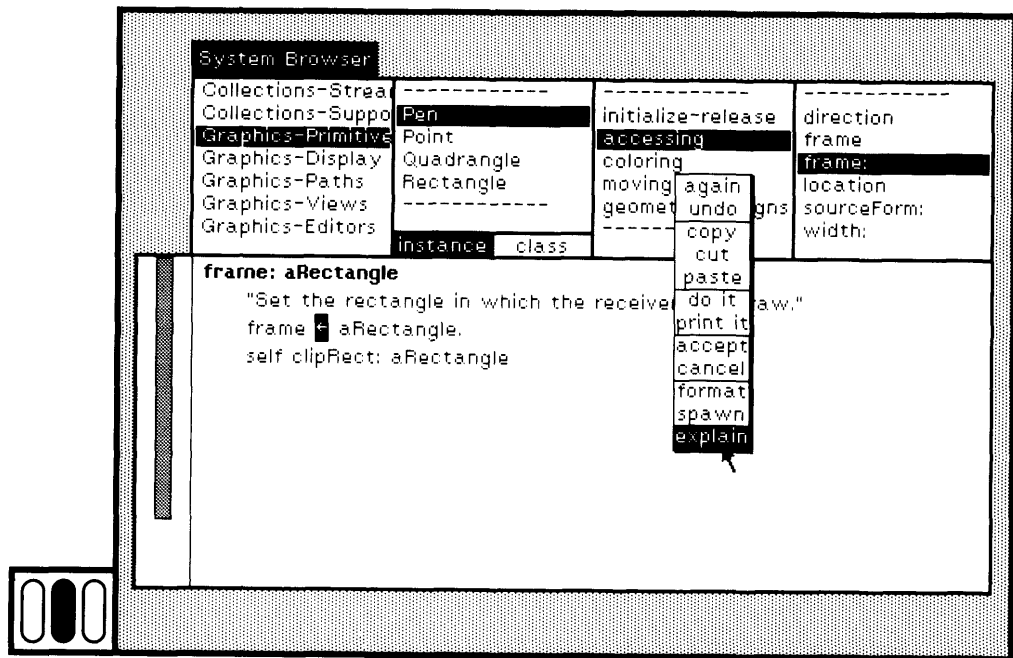 System Browser
Collections-Strea
Collections-Suppo
Graphics-Primitive
Graphics-Display
Graphics-Paths
Graphics-Views
Graphics-Editors
------------
Pen
Point
Quadrangle
Rectangle
------------
instance class
------------
initialize-release
accessing
coloring
moving
geomet gns
------
------------
direction
frame
frame:
location
sourceForm:
width:
again
undo
copy
cut
paste
do it
print it
accept
cancel
format
spawn
explain
frame: aRectangle
"Set the rectangle in which the receive aw."
frame ← aRectangle.
self clipRect: aRectangle